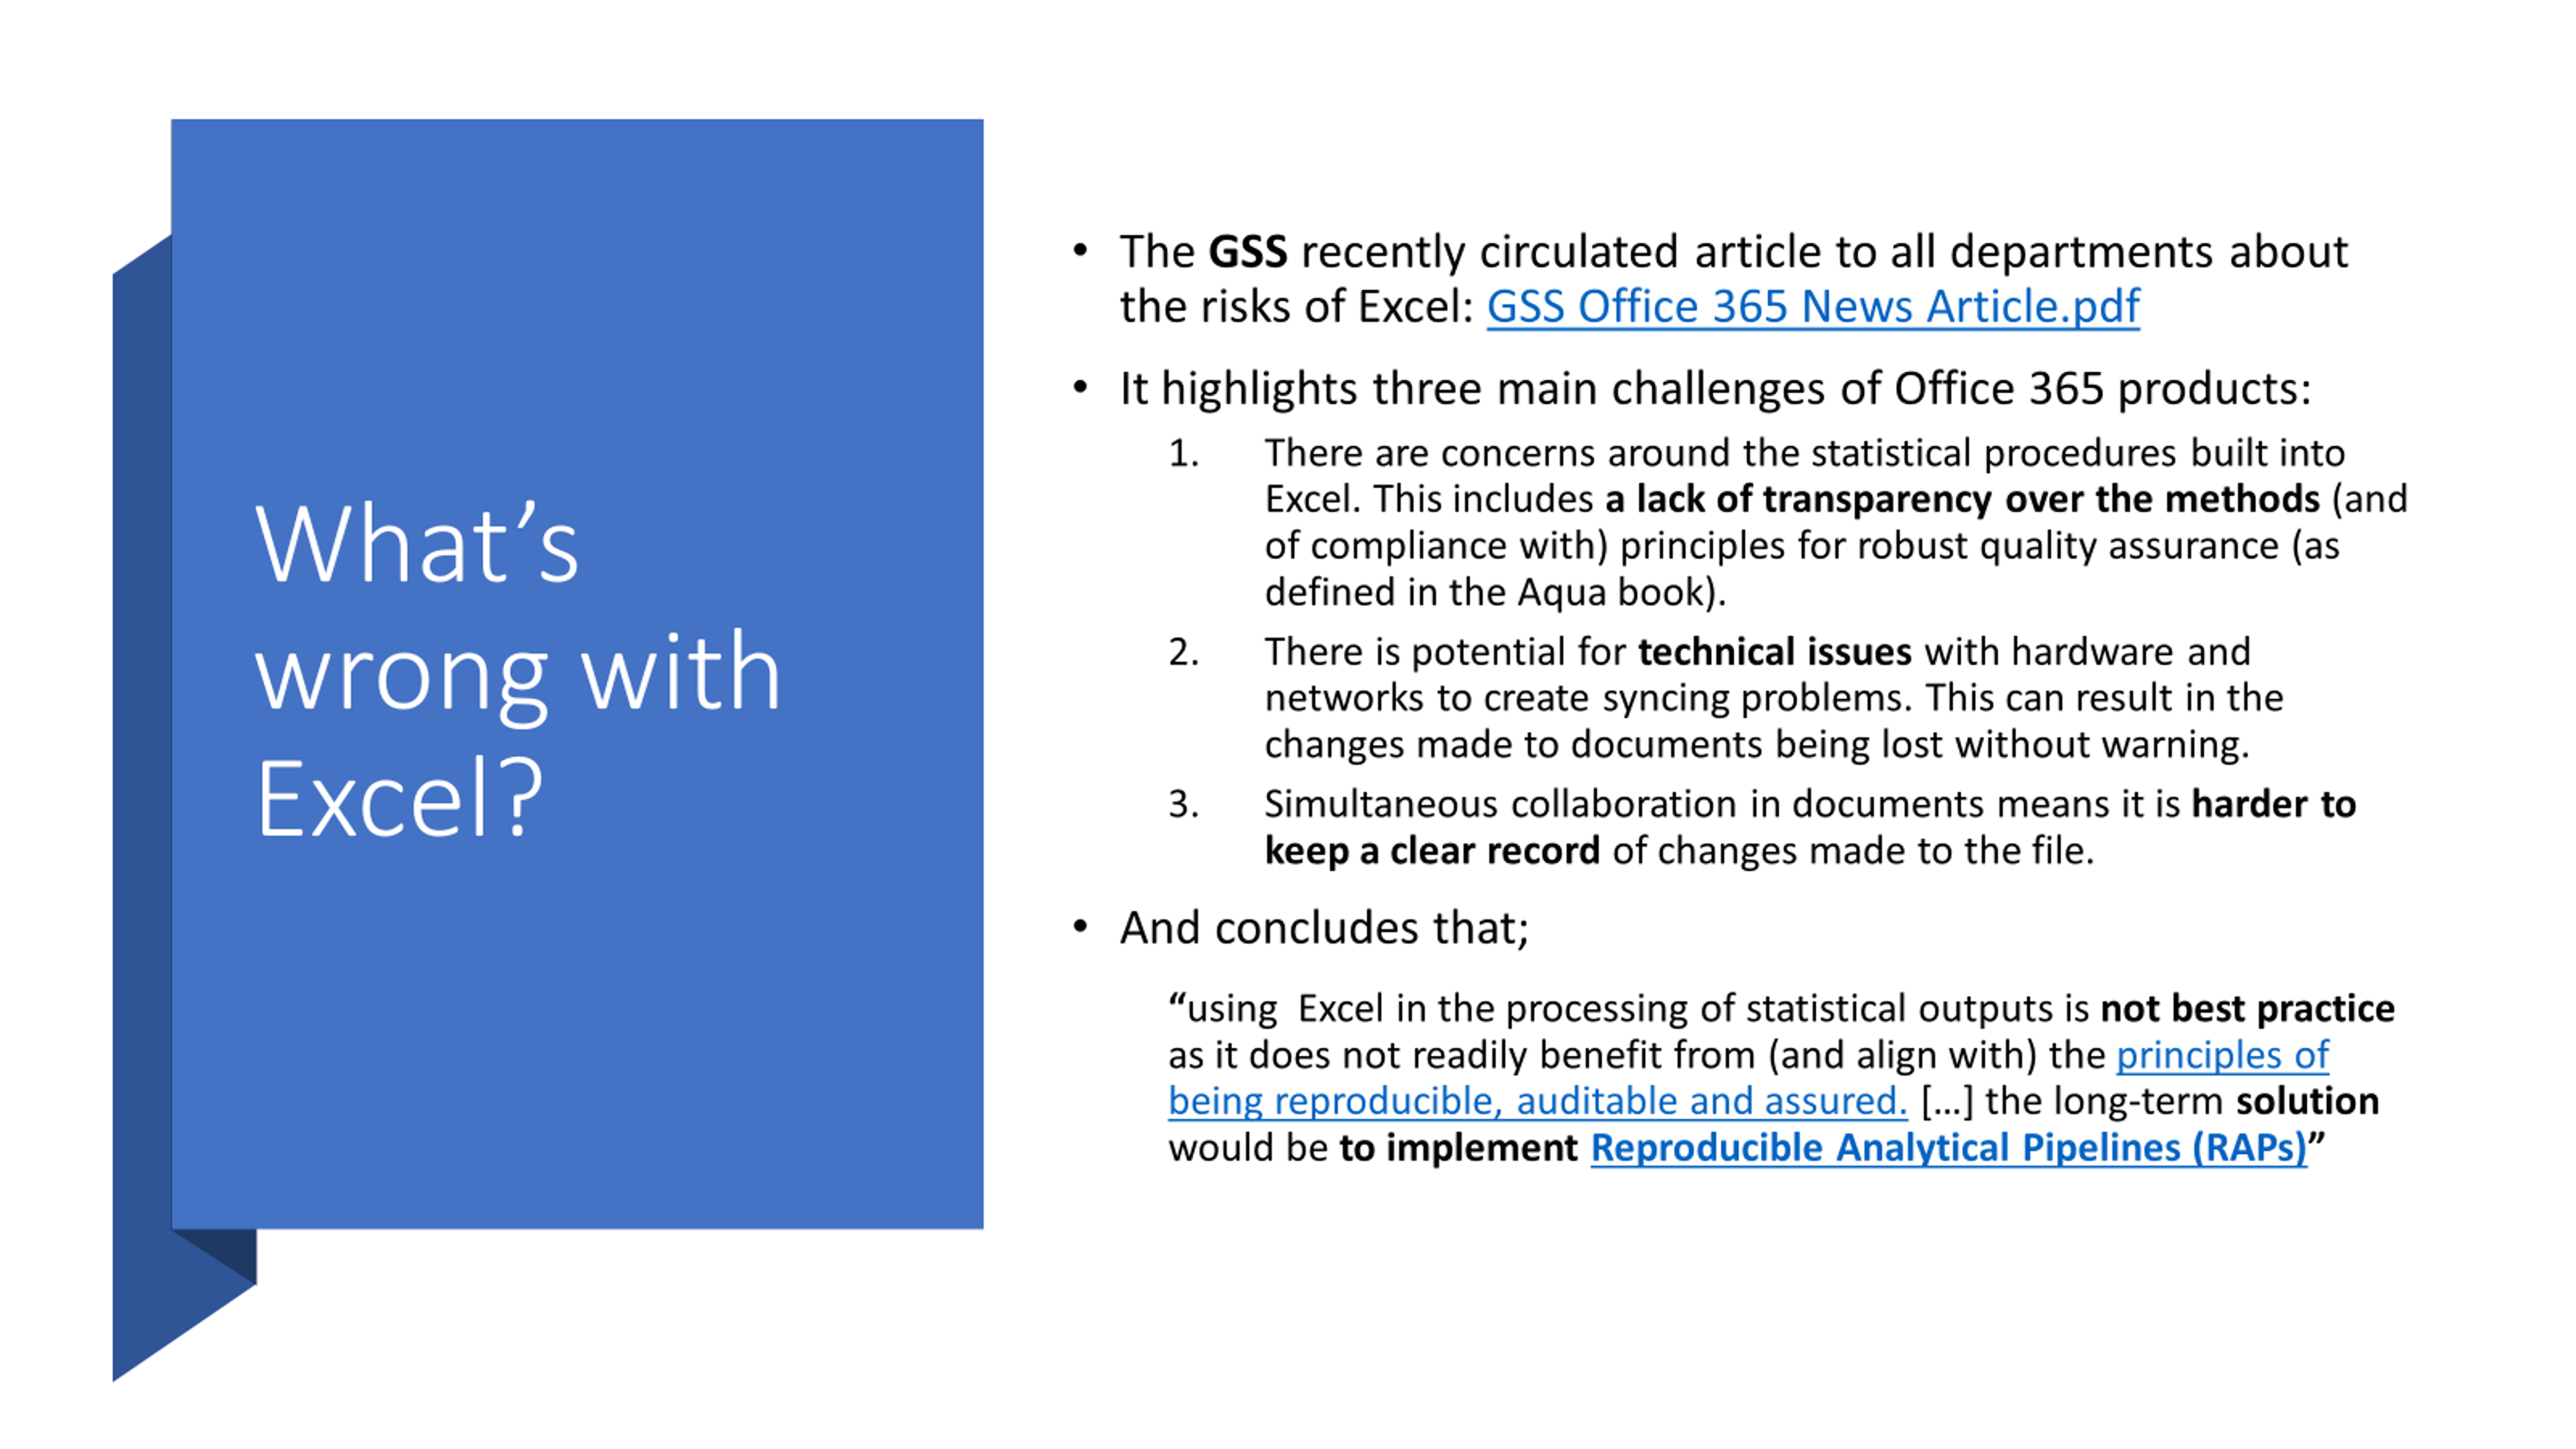 What’s
wrong with
Excel?
• The GSS recently circulated article to all departments about
the risks of Excel: GSS Office 365 News Article.pdf
• It highlights three main challenges of Office 365 products:
1. There are concerns around the statistical procedures built into
Excel. This includes a lack of transparency over the methods (and
of compliance with) principles for robust quality assurance (as
defined in the Aqua book).
2. There is potential for technical issues with hardware and
networks to create syncing problems. This can result in the
changes made to documents being lost without warning.
3. Simultaneous collaboration in documents means it is harder to
keep a clear record of changes made to the file.
• And concludes that;
“using  Excel in the processing of statistical outputs is not best practice
as it does not readily benefit from (and align with) the principles of
being reproducible, auditable and assured. [...] the long-term solution
would be to implement Reproducible Analytical Pipelines (RAPs)”